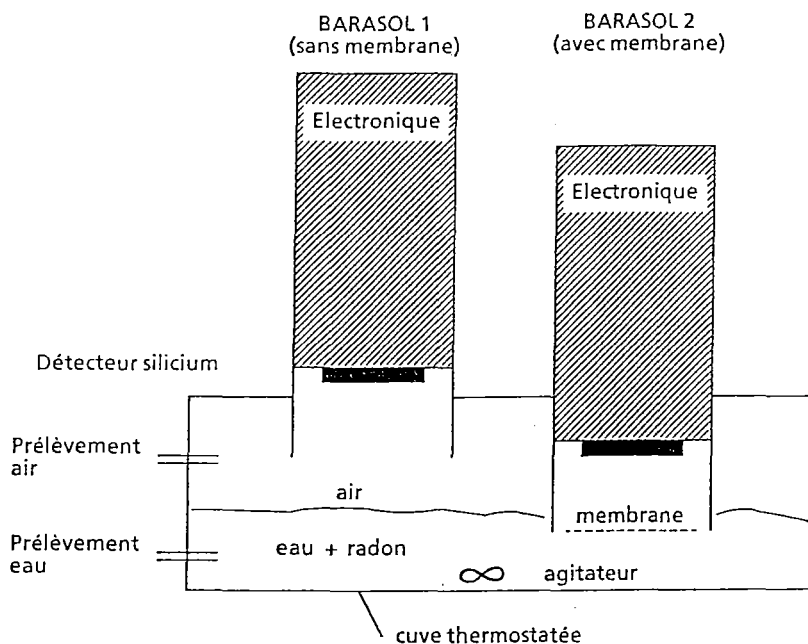 BARASOL 1
(sans membrane)
BARASOL 2
(avec membrane)
Electronique
Electronique
Détecteur silicium
Prélèvement
air
air
membrane
Prélèvement
eau
eau + radon
agitateur
cuve thermostatée